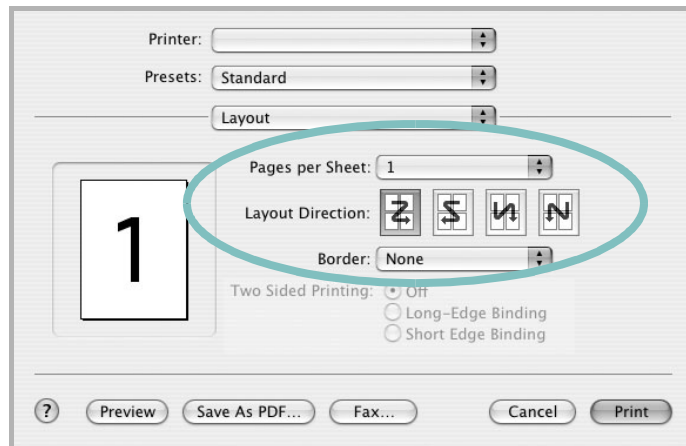 Printer:
Presets: Standard
Layout
Pages per Sheet: 1
1
Layout Direction:
Border: None
Two Sided Printing: Off
Long-Edge Binding
Short Edge Binding
? Preview Save As PDF... Fax... Cancel Print